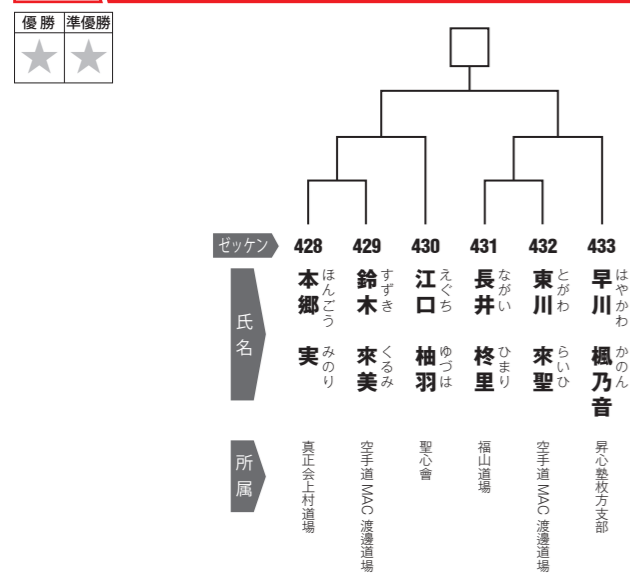 優勝 準優勝
ゼッケン 428 429 430 431 432 433
氏名
本郷 実
ほんごう みのり
鈴木 來美
すずき くるみ
江口 柚羽
えぐち ゆづは
長井 柊里
ながい ひまり
東川 來聖
とがわ らいひ
早川 楓乃音
はやかわ かのん
所属
真正会上村道場
空手道 MAC 渡邊道場
聖心會
福山道場
空手道 MAC 渡邊道場
昇心塾枚方支部